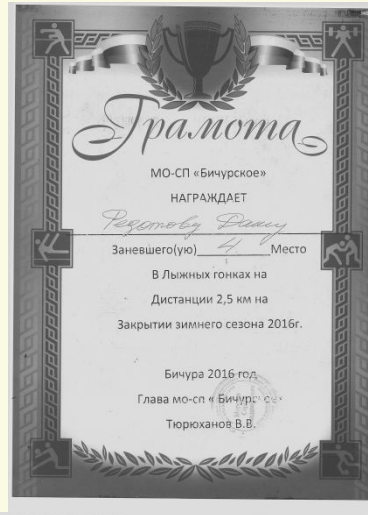 Грамота
МО-СП «Бичурское»
НАГРАЖДАЕТ
Федотову Дашу
Заневшего(ую) 4 Место
В Лыжных гонках на
Дистанции 2,5 км на
Закрытии зимнего сезона 2016г.
Бичура 2016 год
Глава мо-сп « Бичурское»
Тюрюханов В.В.